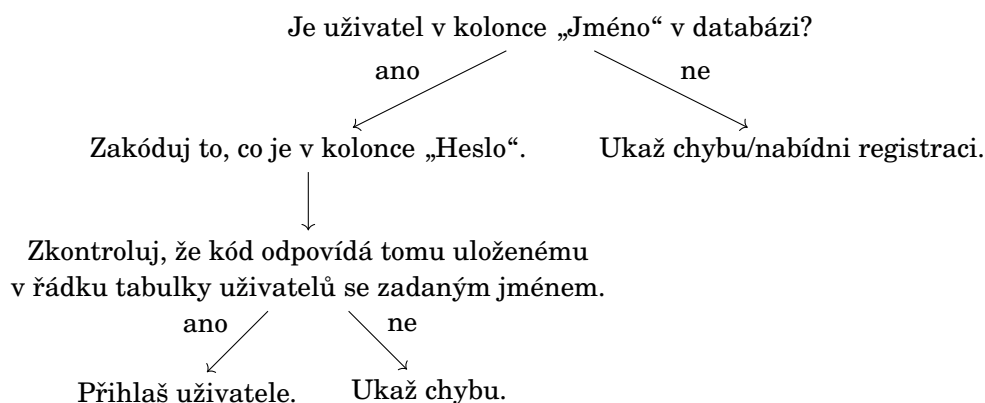 Je uživatel v kolonce „Jméno“ v databázi?
ano
ne
Zakóduj to, co je v kolonce „Heslo“.
Ukaž chybu/nabídni registraci.
Zkontroluj, že kód odpovídá tomu uloženému
v řádku tabulky uživatelů se zadaným jménem.
ano
ne
Přihlaš uživatele.
Ukaž chybu.